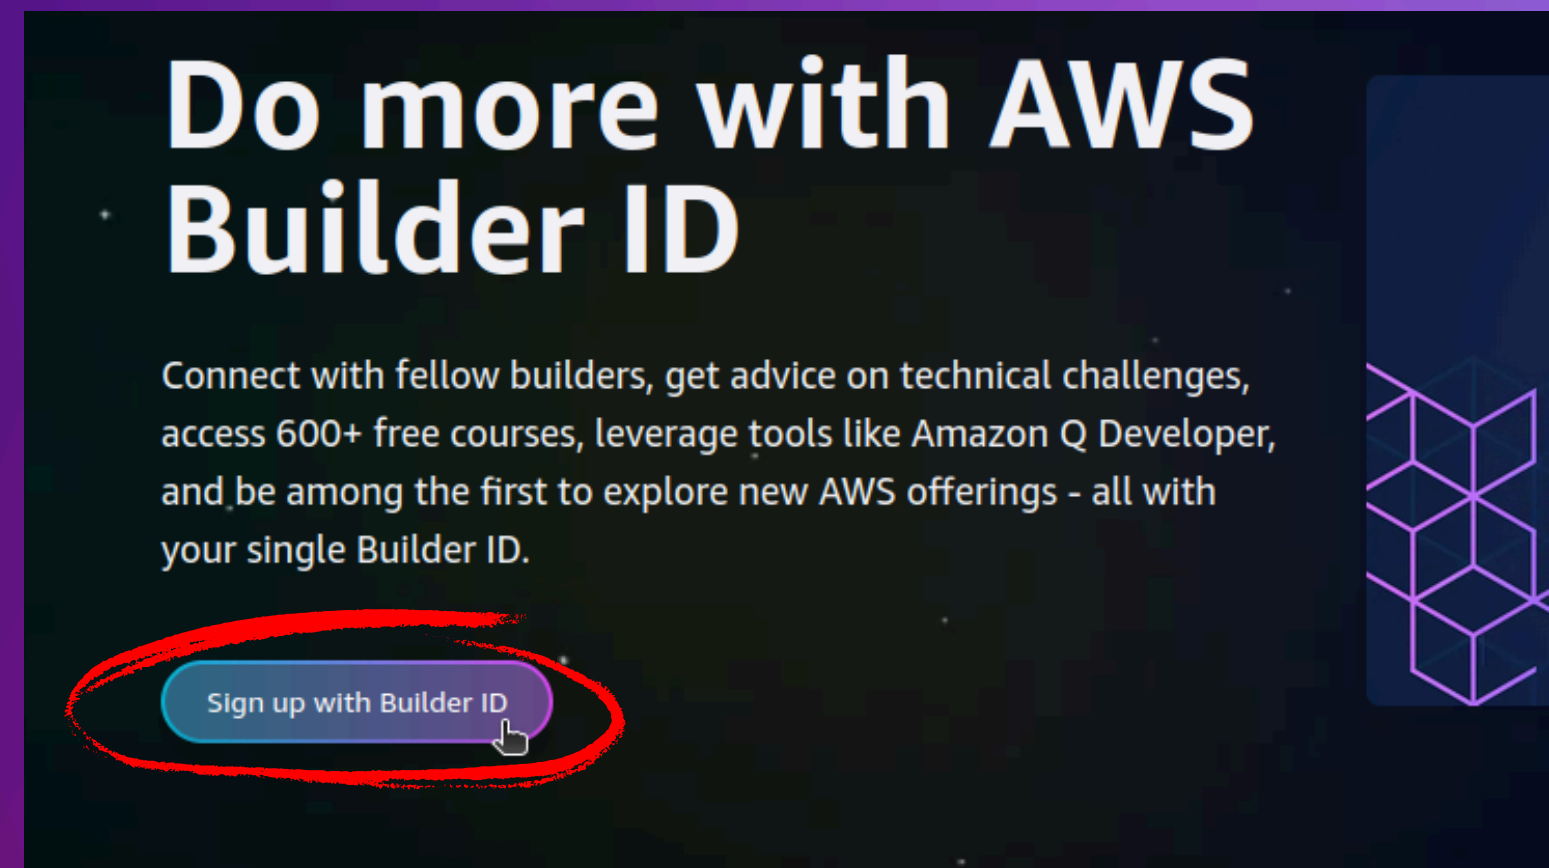 Do more with AWS
Builder ID
Connect with fellow builders, get advice on technical challenges,
access 600+ free courses, leverage tools like Amazon Q Developer,
and be among the first to explore new AWS offerings - all with
your single Builder ID.
Sign up with Builder ID